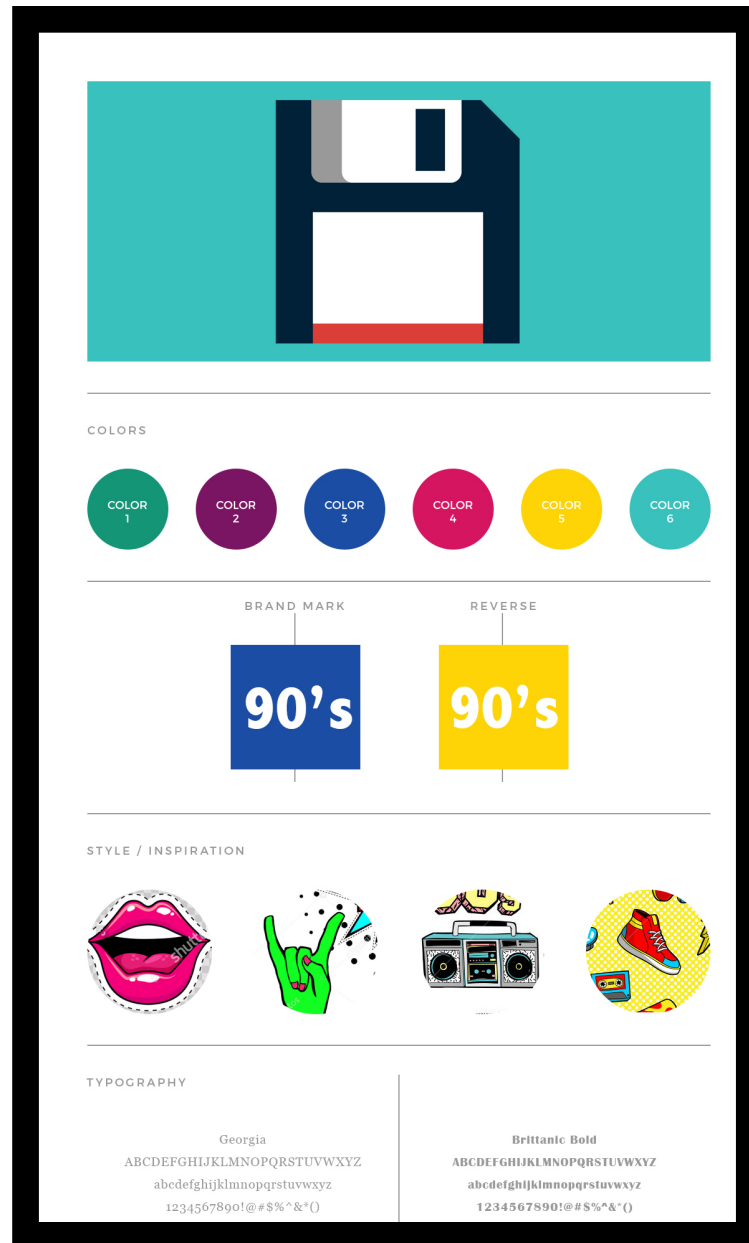 COLORS
COLOR
1
COLOR
2
COLOR
3
COLOR
4
COLOR
5
COLOR
6
BRAND MARK
REVERSE
90’s
90’s
STYLE / INSPIRATION
shutt
TYPOGRAPHY
Georgia
ABCDEFGHIJKLMNOPQRSTUVWXYZ
abcdefghijklmnopqrstuvwxyz
1234567890!@#$%^&*()
Brittanic Bold
ABCDEFGHIJKLMNOPQRSTUVWXYZ
abcdefghijklmnopqrstuvwxyz
1234567890!@#$%^&*()